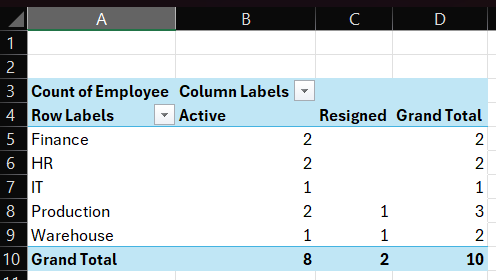 A B C D
1
2
3 Count of Employee Column Labels
4 Row Labels Active Resigned Grand Total
5 Finance 2 2
6 HR 2 2
7 IT 1 1
8 Production 2 1 3
9 Warehouse 1 1 2
10 Grand Total 8 2 10